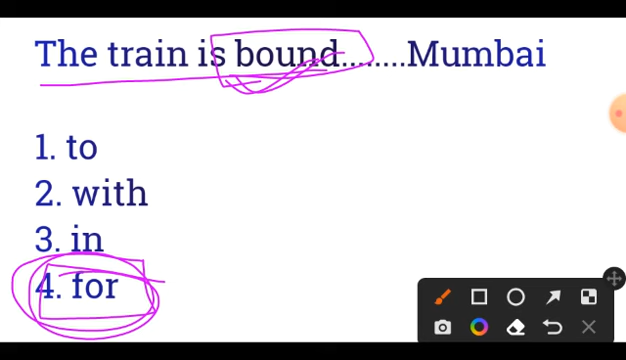 The train is bound........Mumbai
1. to
2. with
3. in
4. for